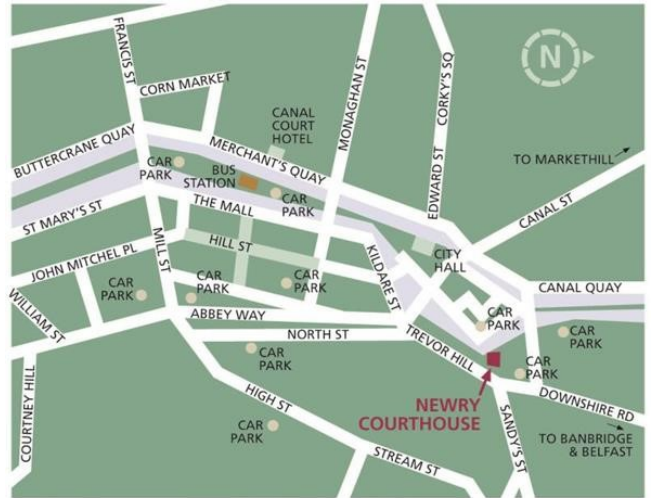 FRANCIS ST
CORN MARKET
MONAGHAN ST
CORKY'S SQ
N
CANAL
COURT
HOTEL
BUTTERCRANE QUAY
MERCHANT'S QUAY
CAR
PARK
BUS
STATION
CAR
PARK
EDWARD ST
TO MARKETHILL
CANAL ST
ST MARY'S ST
THE MALL
HILL ST
MILL ST
JOHN MITCHEL PL
KILDARE ST
CITY
HALL
CAR
PARK
CAR
PARK
CAR
PARK
CANAL QUAY
WILLIAM ST
ABBEY WAY
NORTH ST
TREVOR HILL
CAR
PARK
CAR
PARK
CAR
PARK
CAR
PARK
COURTNEY HILL
HIGH ST
NEWRY
COURTHOUSE
DOWNSHIRE RD
CAR
PARK
SANDY'S ST
TO BANBRIDGE
& BELFAST
STREAM ST